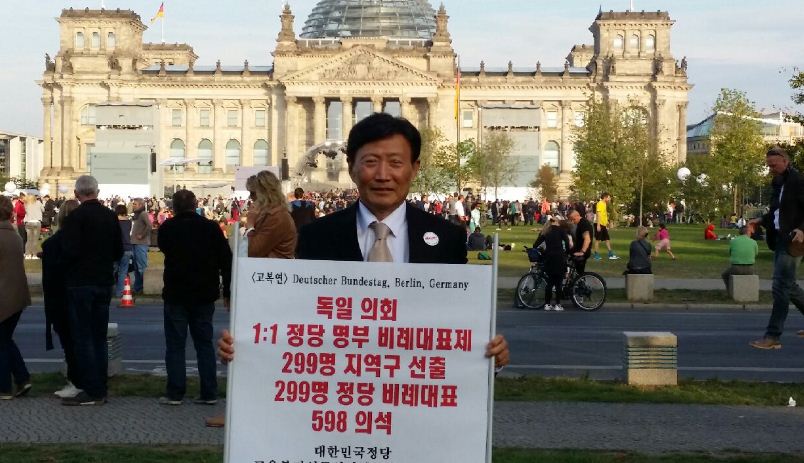 〈고복연〉 Deutscher Bundestag, Berlin, Germany
독일 의회
1:1 정당 명부 비례대표제
299명 지역구 선출
299명 정당 비례대표
598 의석
대한민국정당